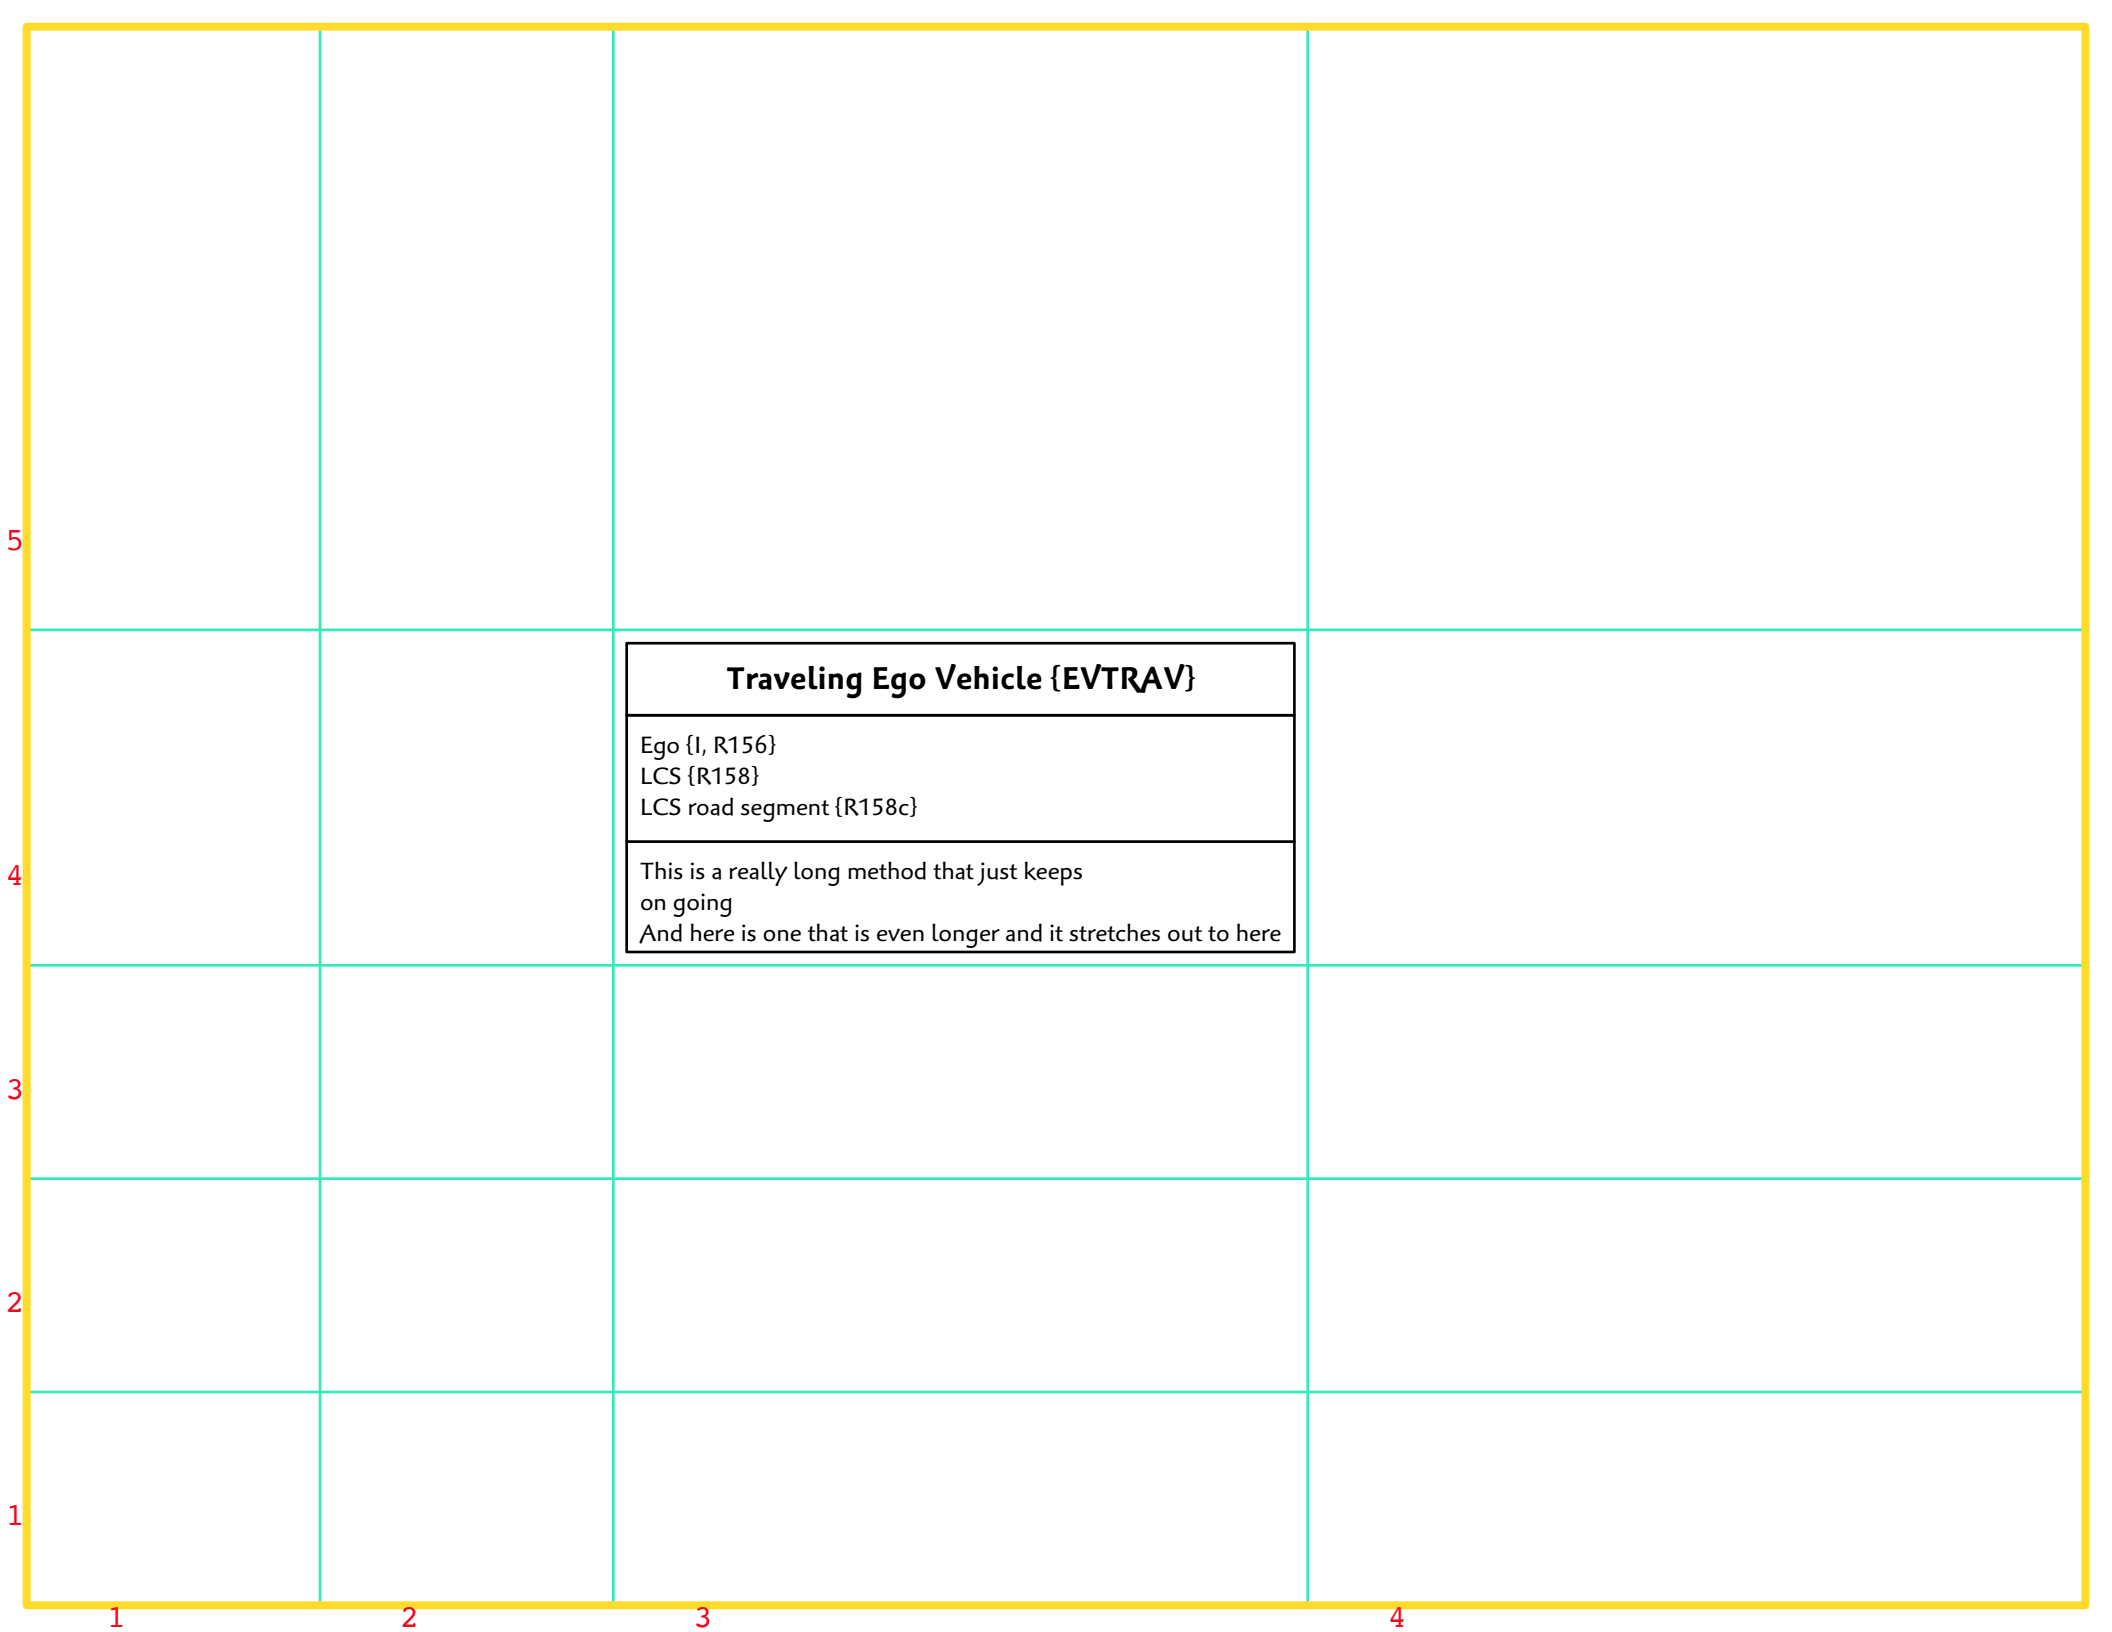 5
Traveling Ego Vehicle {EVTRAV}
Ego {I, R156}
LCS {R158}
LCS road segment {R158c}
4
This is a really long method that just keeps
on going
And here is one that is even longer and it stretches out to here
3
2
1
1 2 3 4